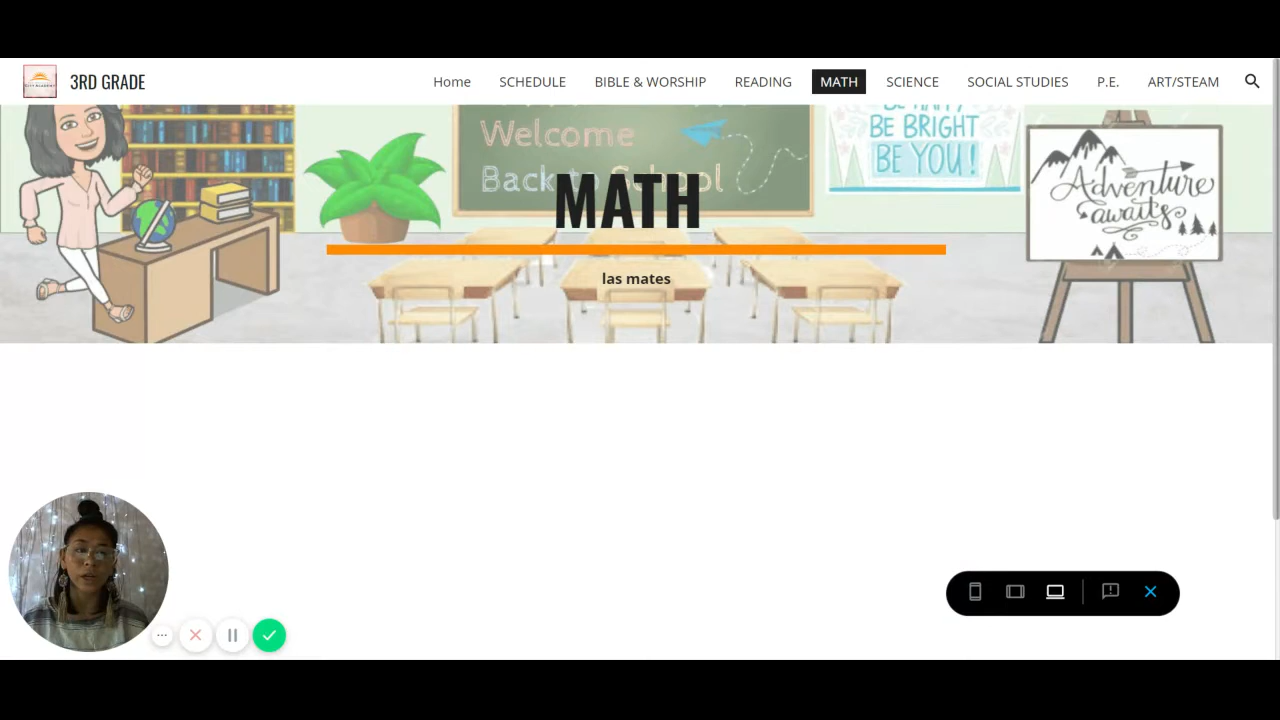 3RD GRADE
Home SCHEDULE BIBLE & WORSHIP READING MATH SCIENCE SOCIAL STUDIES P.E. ART/STEAM
Welcome
Back to School
BE BRIGHT
BE YOU!
Adventure
awaits
MATH
las mates